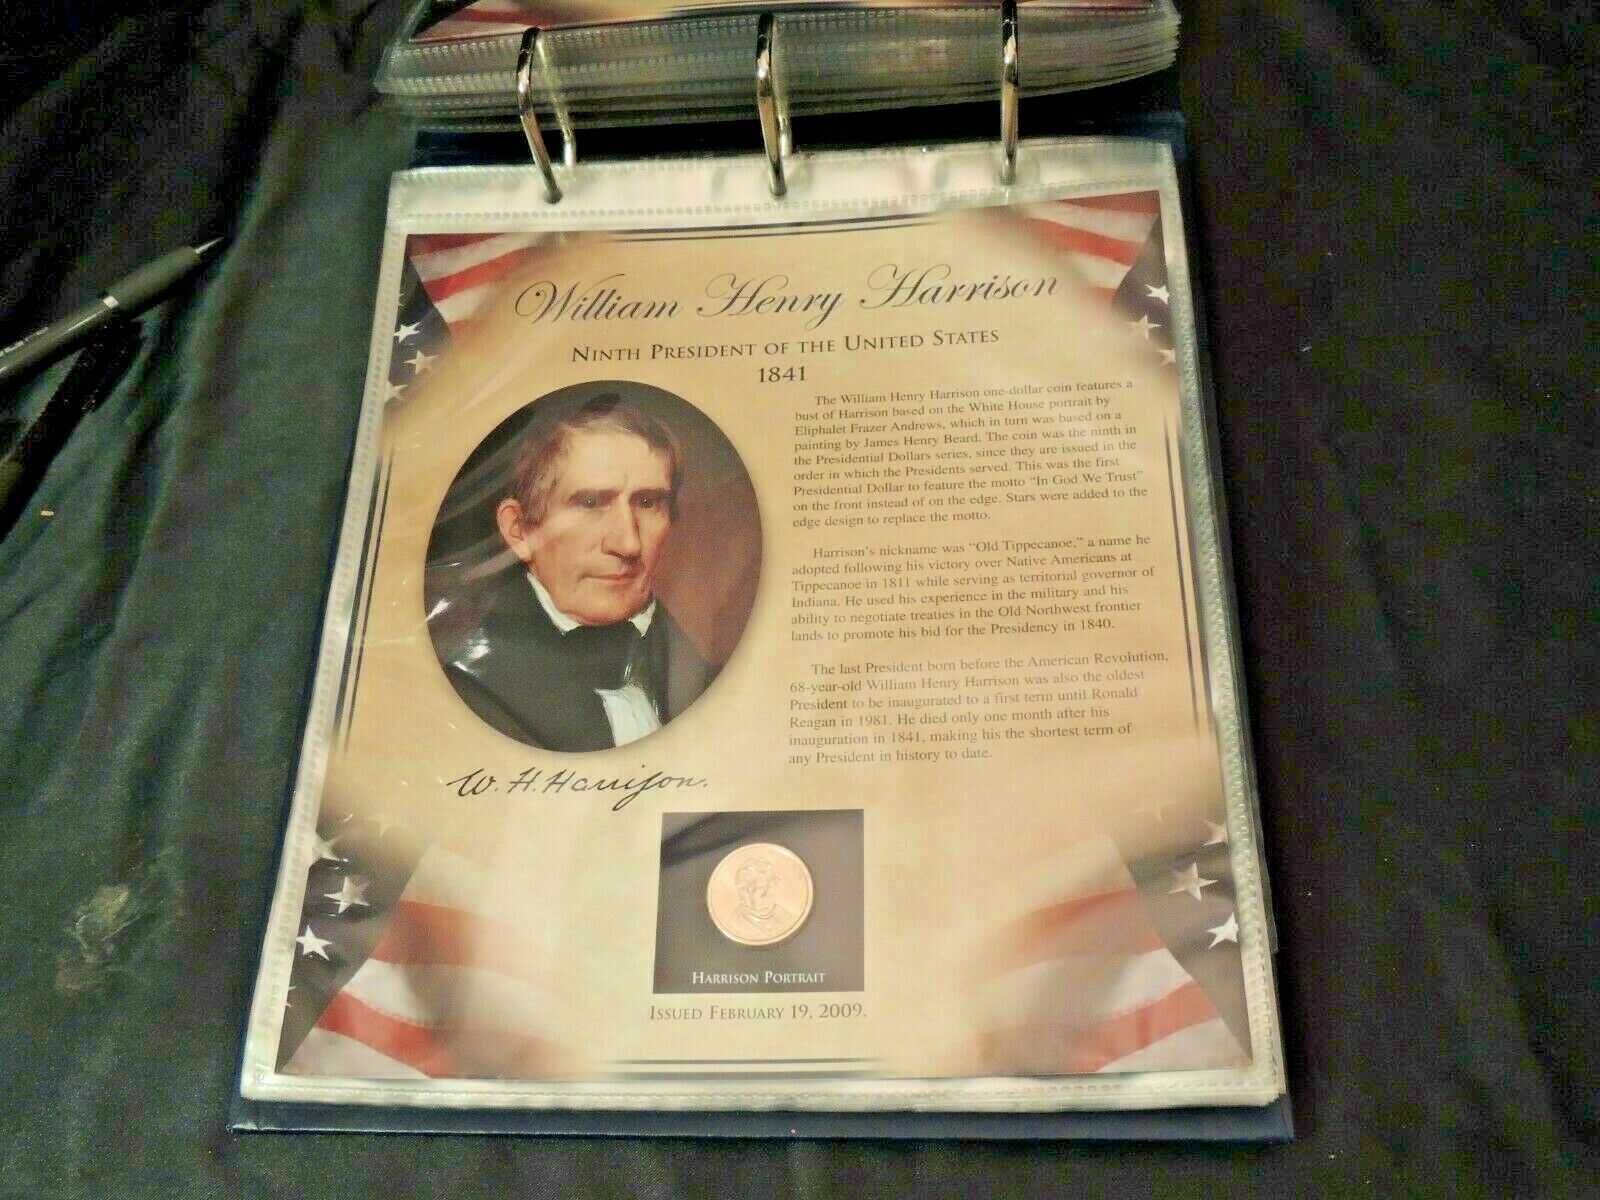 William Henry Harrison
NINTH PRESIDENT OF THE UNITED STATES
1841
The William Henry Harrison one-dollar coin features a
bust of Harrison based on the White House portrait by
Eliphalet Frazer Andrews, which in turn was based on a
painting by James Henry Beard. The coin was the ninth in
the Presidential Dollars series, since they are issued in the
order in which the Presidents served. This was the first
Presidential Dollar to feature the motto “In God We Trust”
on the front instead of on the edge. Stars were added to the
edge design to replace the motto.
Harrison’s nickname was “Old Tippecanoe,” a name he
adopted following his victory over Native Americans at
Tippecanoe in 1811 while serving as territorial governor of
Indiana. He used his experience in the military and his
ability to negotiate treaties in the Old Northwest frontier
lands to promote his bid for the Presidency in 1840.
The last President born before the American Revolution,
68-year-old William Henry Harrison was also the oldest
President to be inaugurated to a first term until Ronald
Reagan in 1981. He died only one month after his
inauguration in 1841, making his the shortest term of
any President in history to date.
W. H. Harrison.
HARRISON PORTRAIT
ISSUED FEBRUARY 19, 2009.